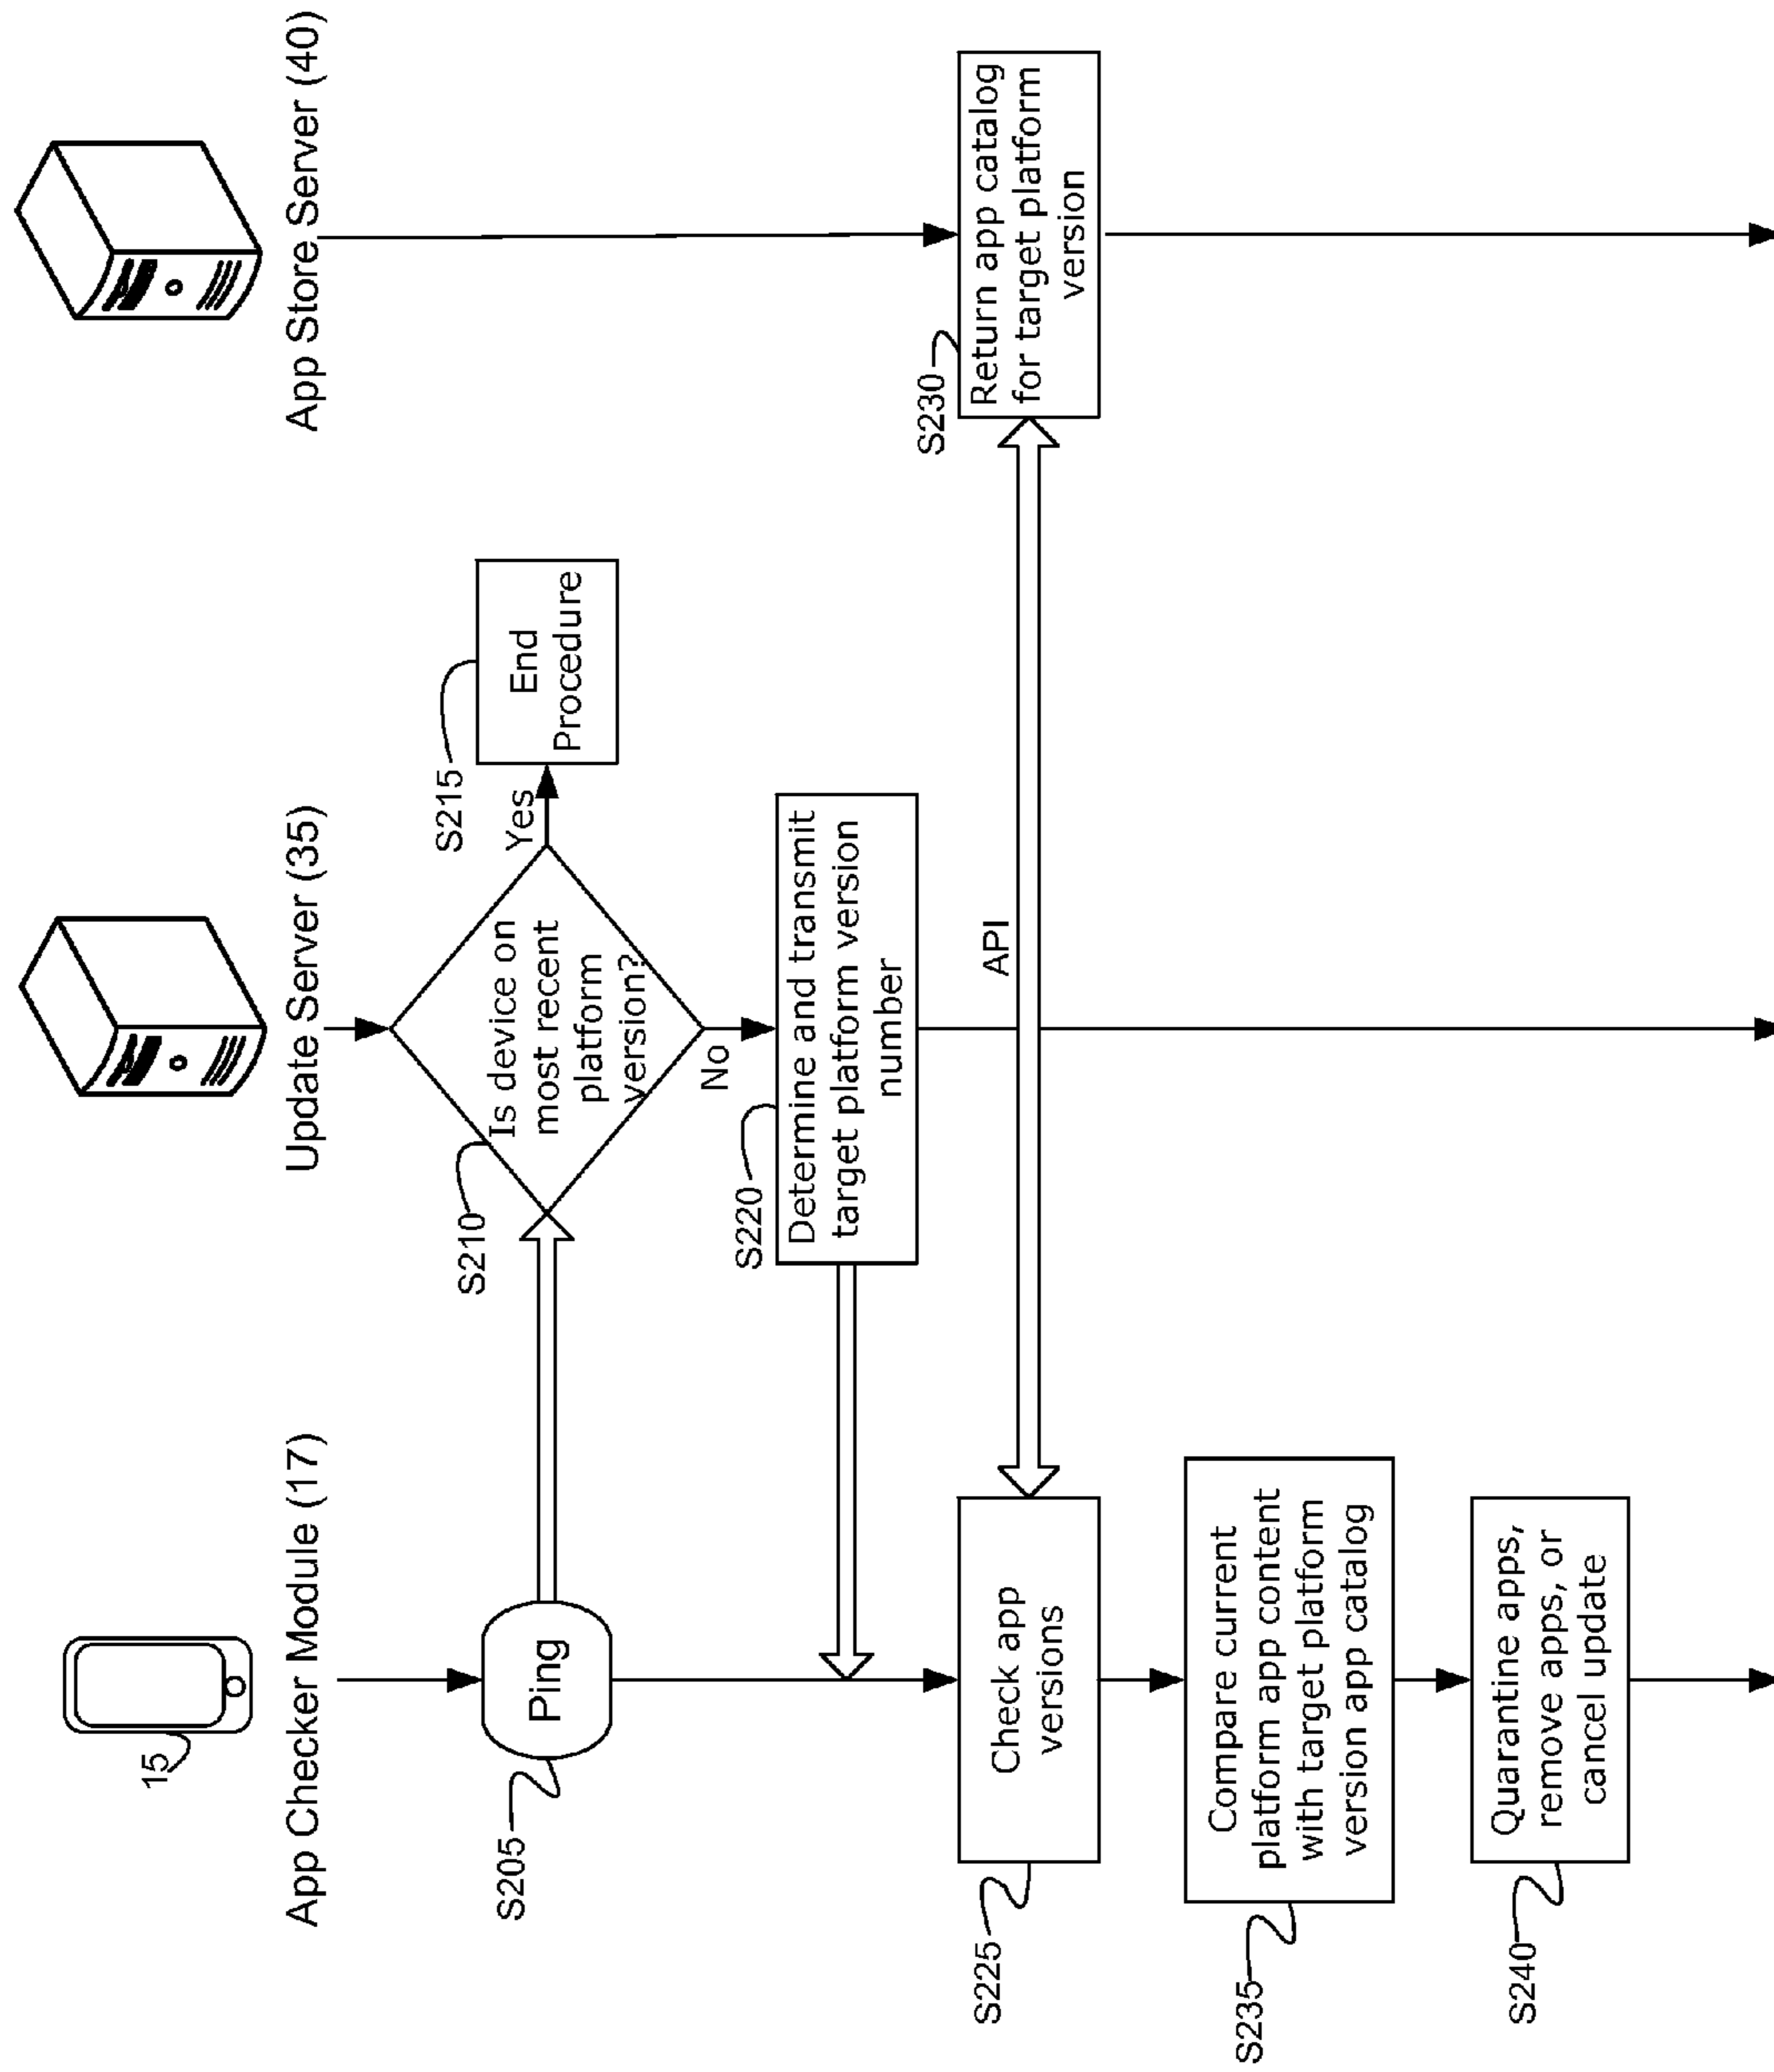 15
App Checker Module (17)
Update Server (35)
App Store Server (40)
S205
Ping
S210
Is device on
most recent
platform
version?
Yes
S215
End
Procedure
No
S220
Determine and transmit
target platform version
number
S225
Check app
versions
API
S230
Return app catalog
for target platform
version
S235
Compare current
platform app content
with target platform
version app catalog
S240
Quarantine apps,
remove apps, or
cancel update